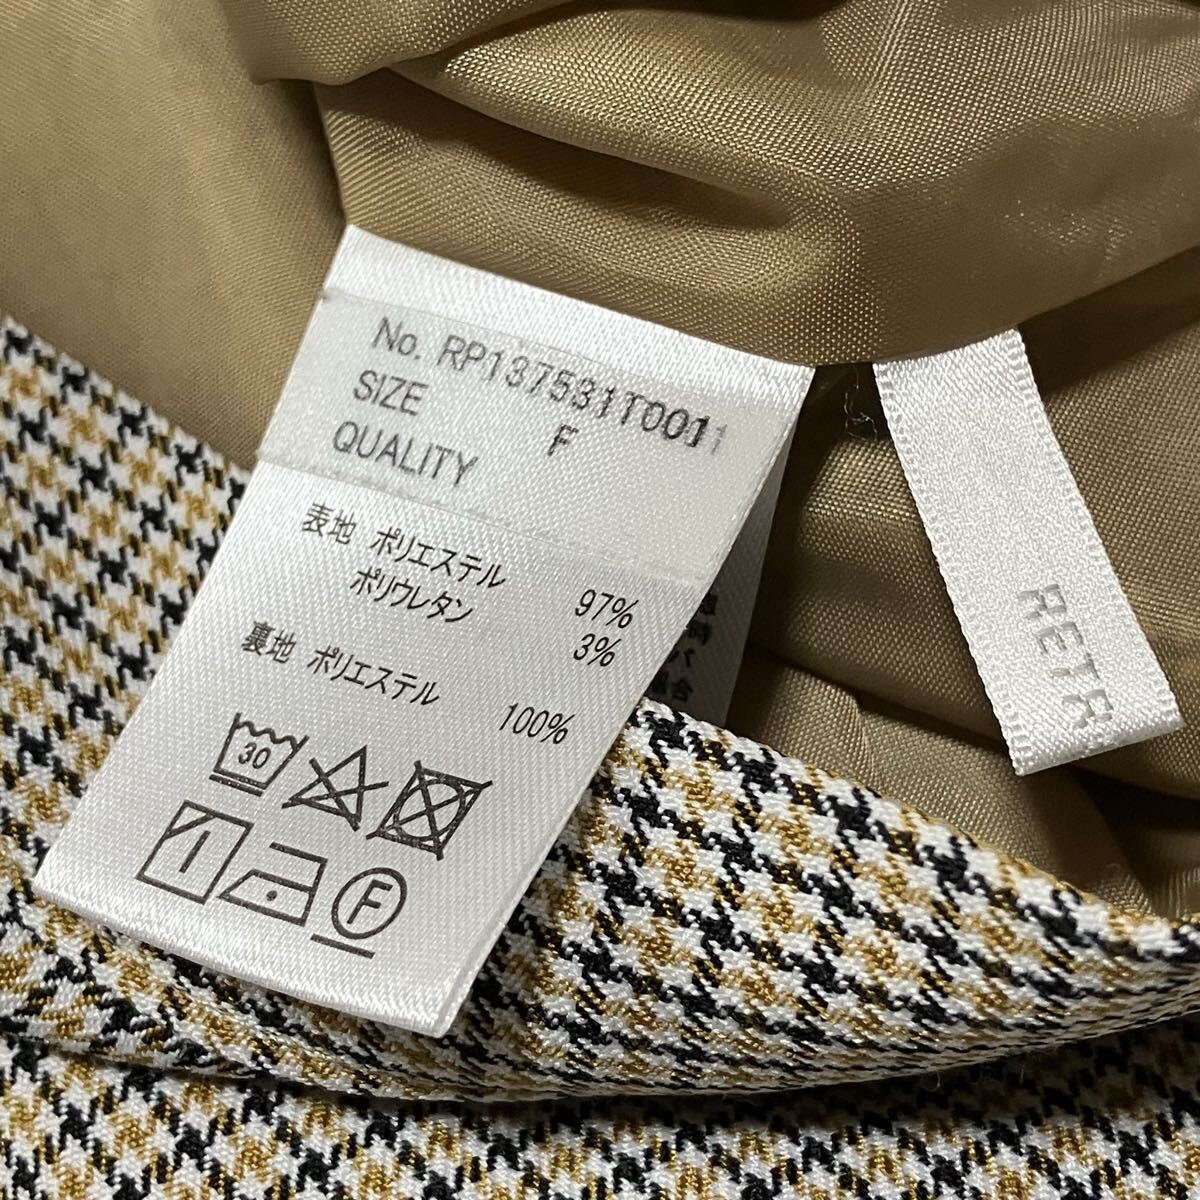 No. RP137531T0011
SIZE F
QUALITY
表地 ポリエステル 97%
ポリウレタン 3%
裏地 ポリエステル 100%
30
F
RETR